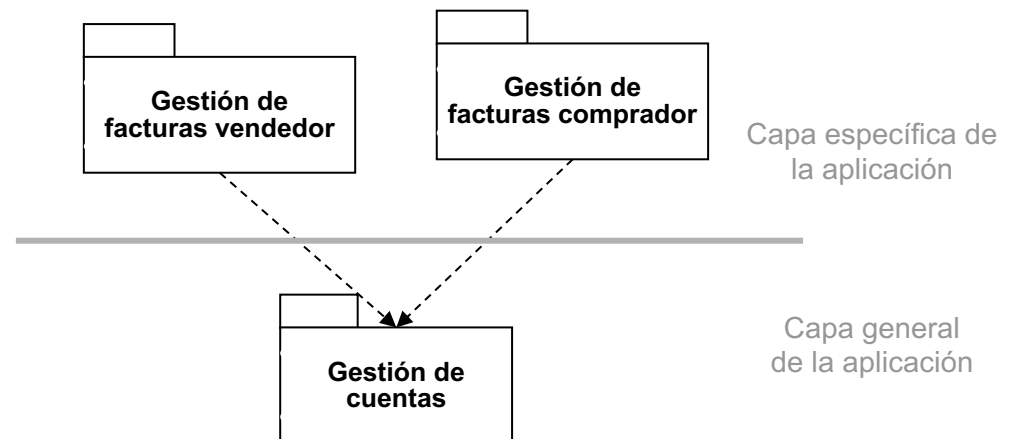 Gestión de
facturas vendedor
Gestión de
facturas comprador
Capa específica de
la aplicación
Gestión de
cuentas
Capa general
de la aplicación